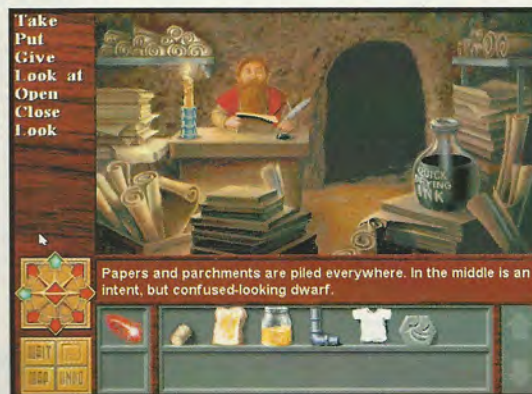 Take
Put
Give
Look at
Open
Close
Look
QUICK
DRYING
INK
Papers and parchments are piled everywhere. In the middle is an
intent, but confused-looking dwarf.
WAIT
MAP UNDO